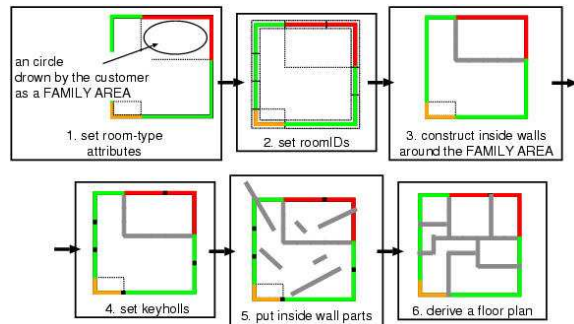 an circle
drown by the customer
as a FAMILY AREA
1. set room-type
attributes
2. set roomIDs
3. construct inside walls
around the FAMILY AREA
4. set keyholls
5. put inside wall parts
6. derive a floor plan